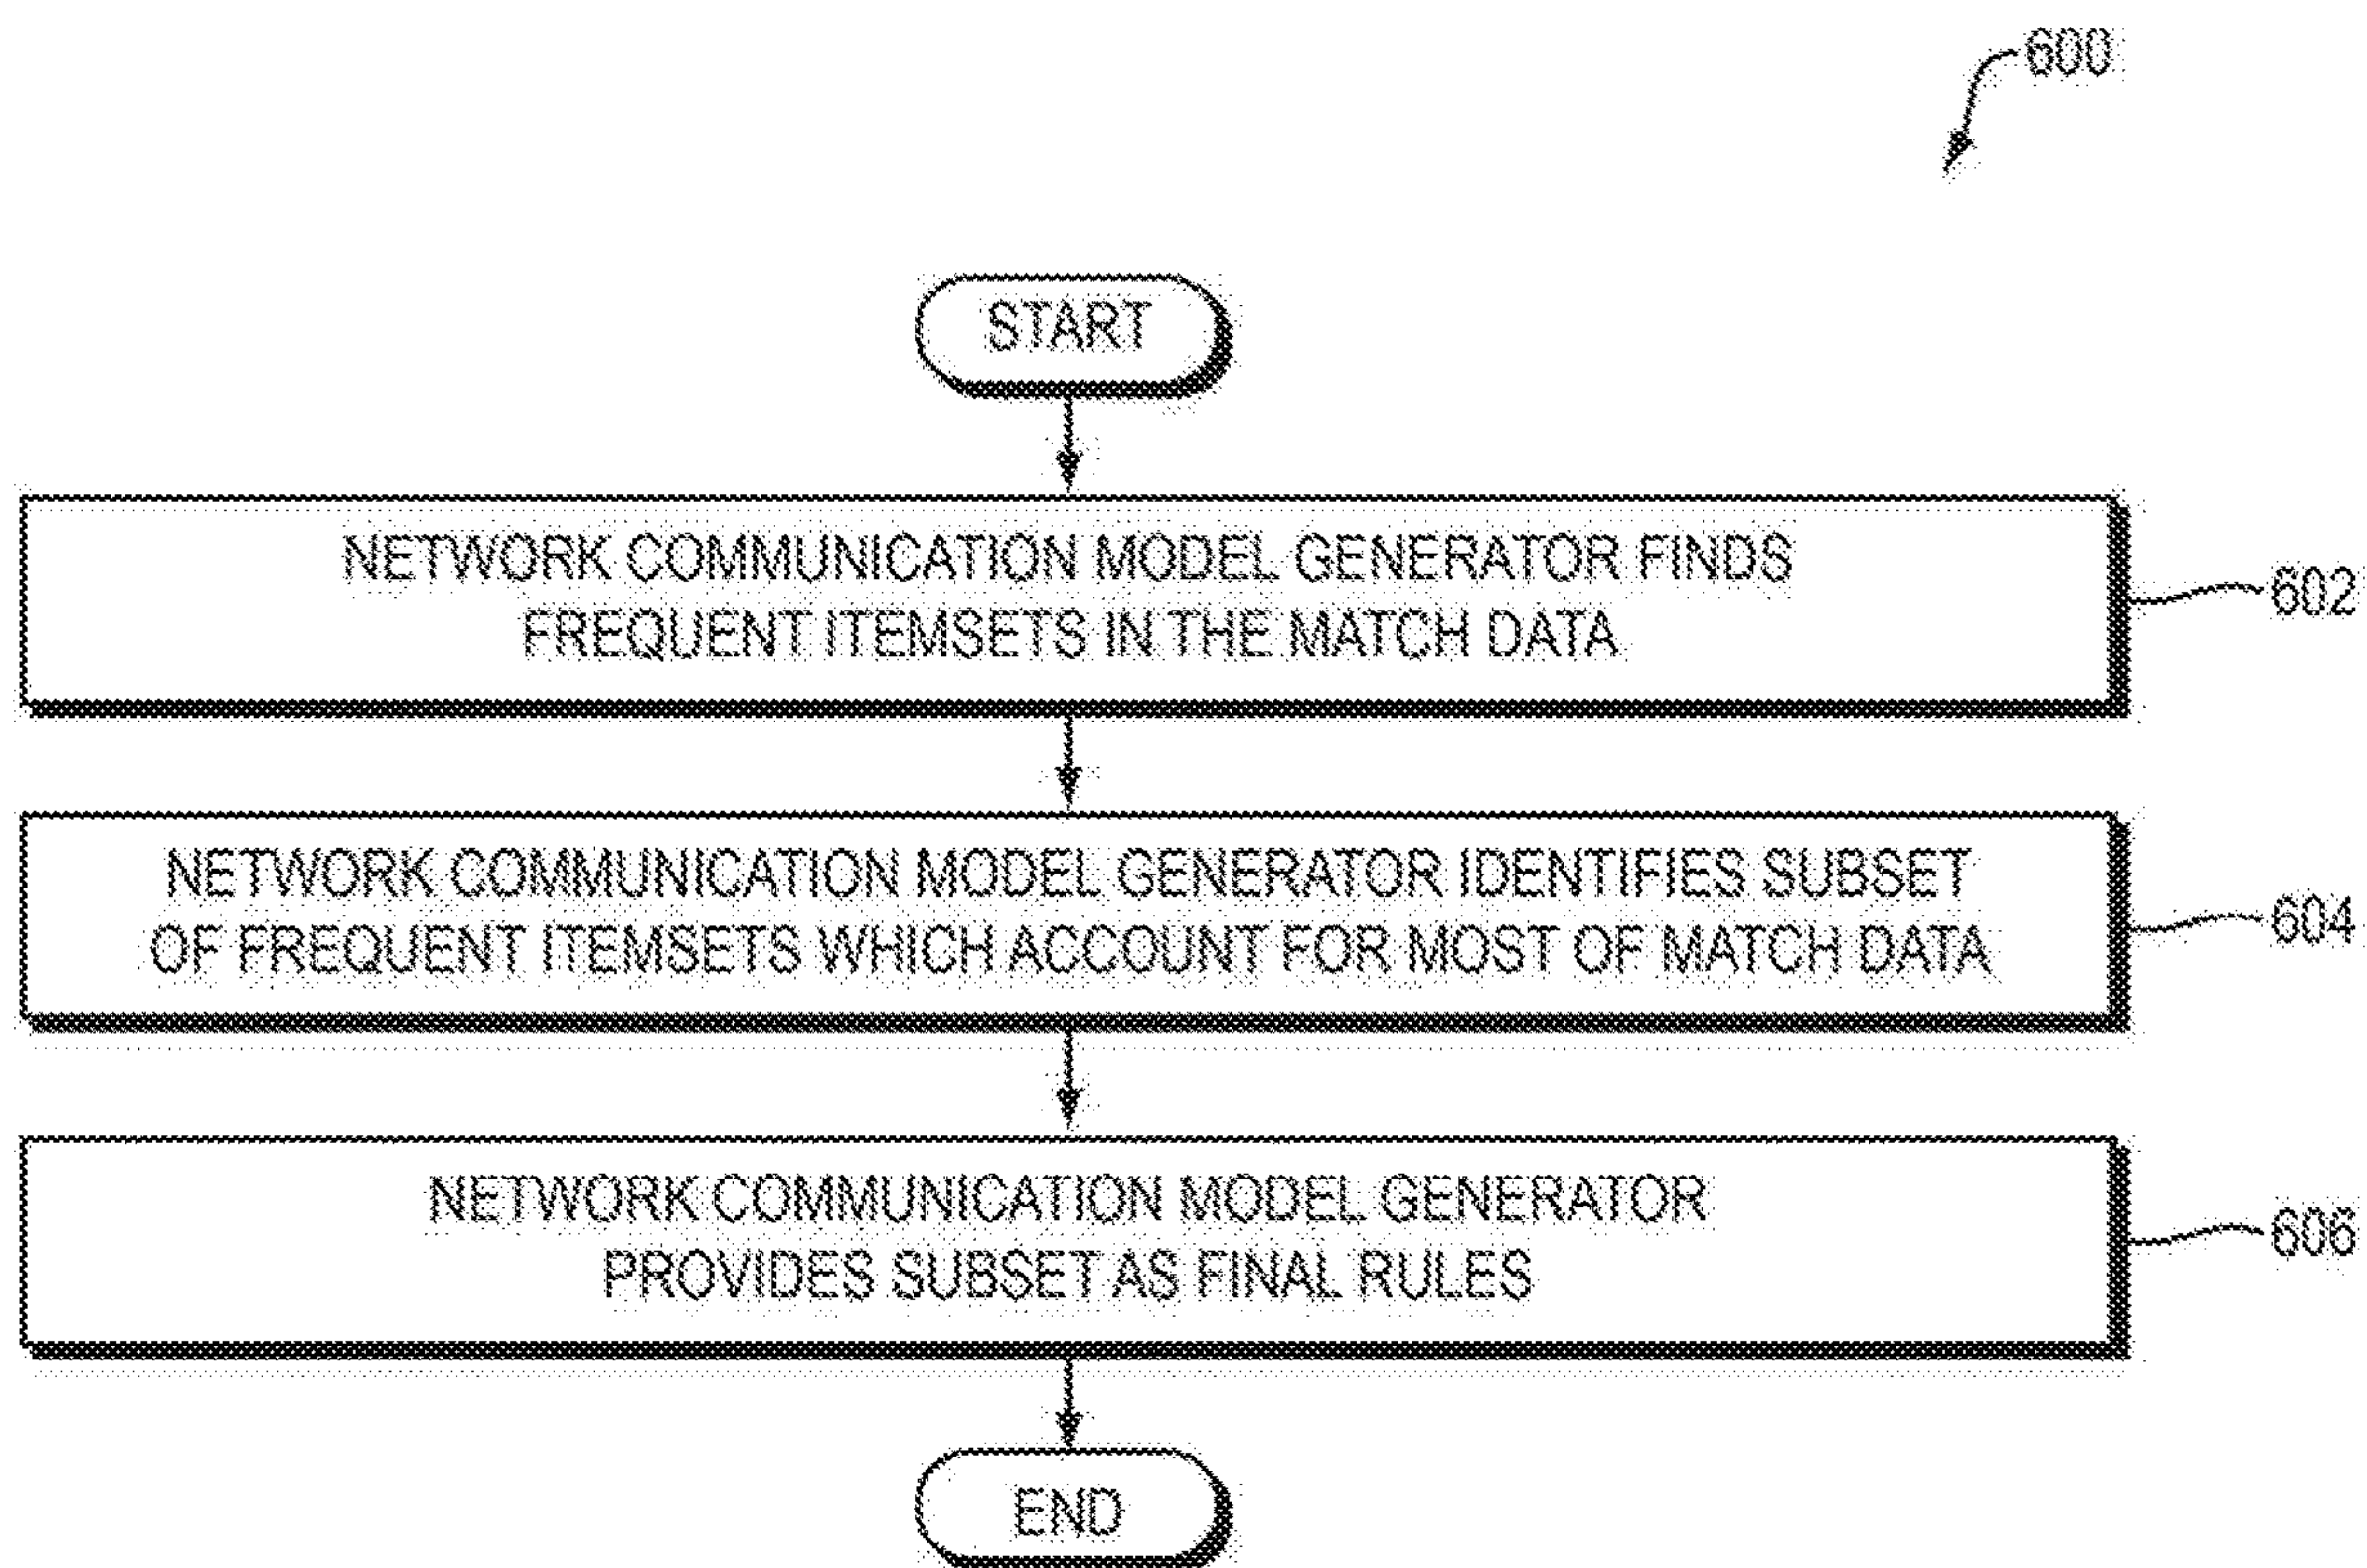 600
START
NETWORK COMMUNICATION MODEL GENERATOR FINDS
FREQUENT ITEMSETS IN THE MATCH DATA
602
NETWORK COMMUNICATION MODEL GENERATOR IDENTIFIES SUBSET
OF FREQUENT ITEMSETS WHICH ACCOUNT FOR MOST OF MATCH DATA
604
NETWORK COMMUNICATION MODEL GENERATOR
PROVIDES SUBSET AS FINAL RULES
606
END